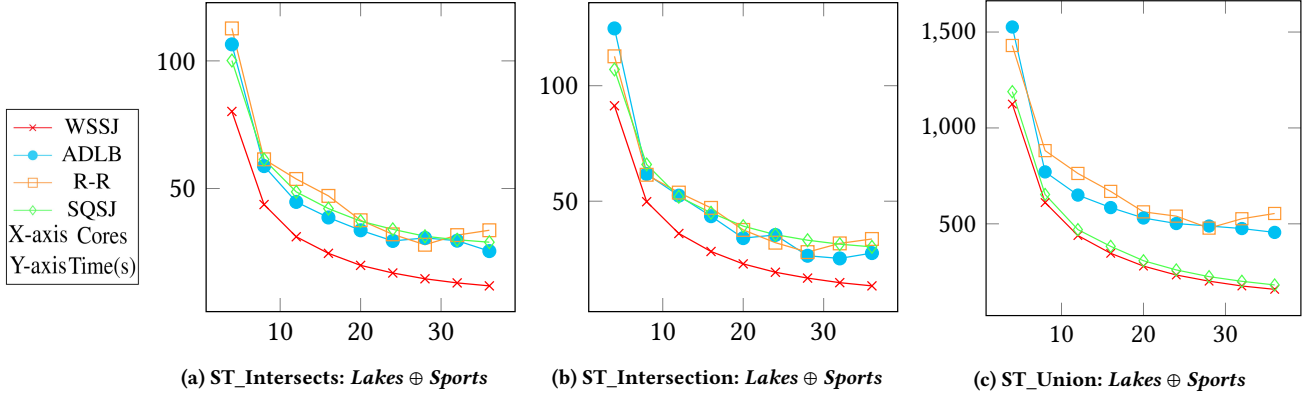 WSSJ
ADLB
R-R
SQSJ
X-axis Cores
Y-axis Time(s)
100
50
10 20 30
(a) ST_Intersects: Lakes ⊕ Sports
100
50
10 20 30
(b) ST_Intersection: Lakes ⊕ Sports
1,500
1,000
500
10 20 30
(c) ST_Union: Lakes ⊕ Sports